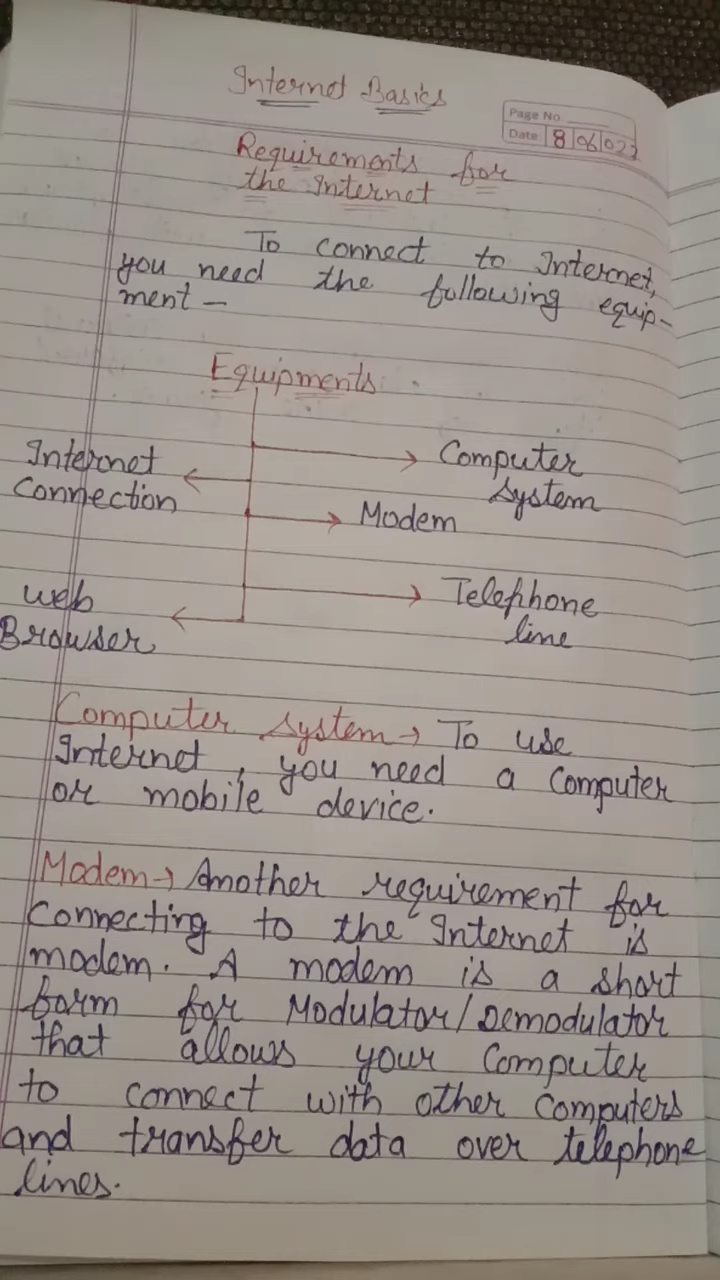 Internet Basics
Page No.
Date 8 06 022
Requirements for
the Internet
To connect to Internet,
you need the following equip-
ment –
Equipments
Internet
Connection
Computer
System
Modem
Web
Browser
Telephone
line
Computer System → To use
Internet, you need a Computer
or mobile device.
Modem → Another requirement for
connecting to the Internet is
modem. A modem is a short
form for Modulator/Demodulator
that allows your Computer
to connect with other Computers
and transfer data over telephone
lines.